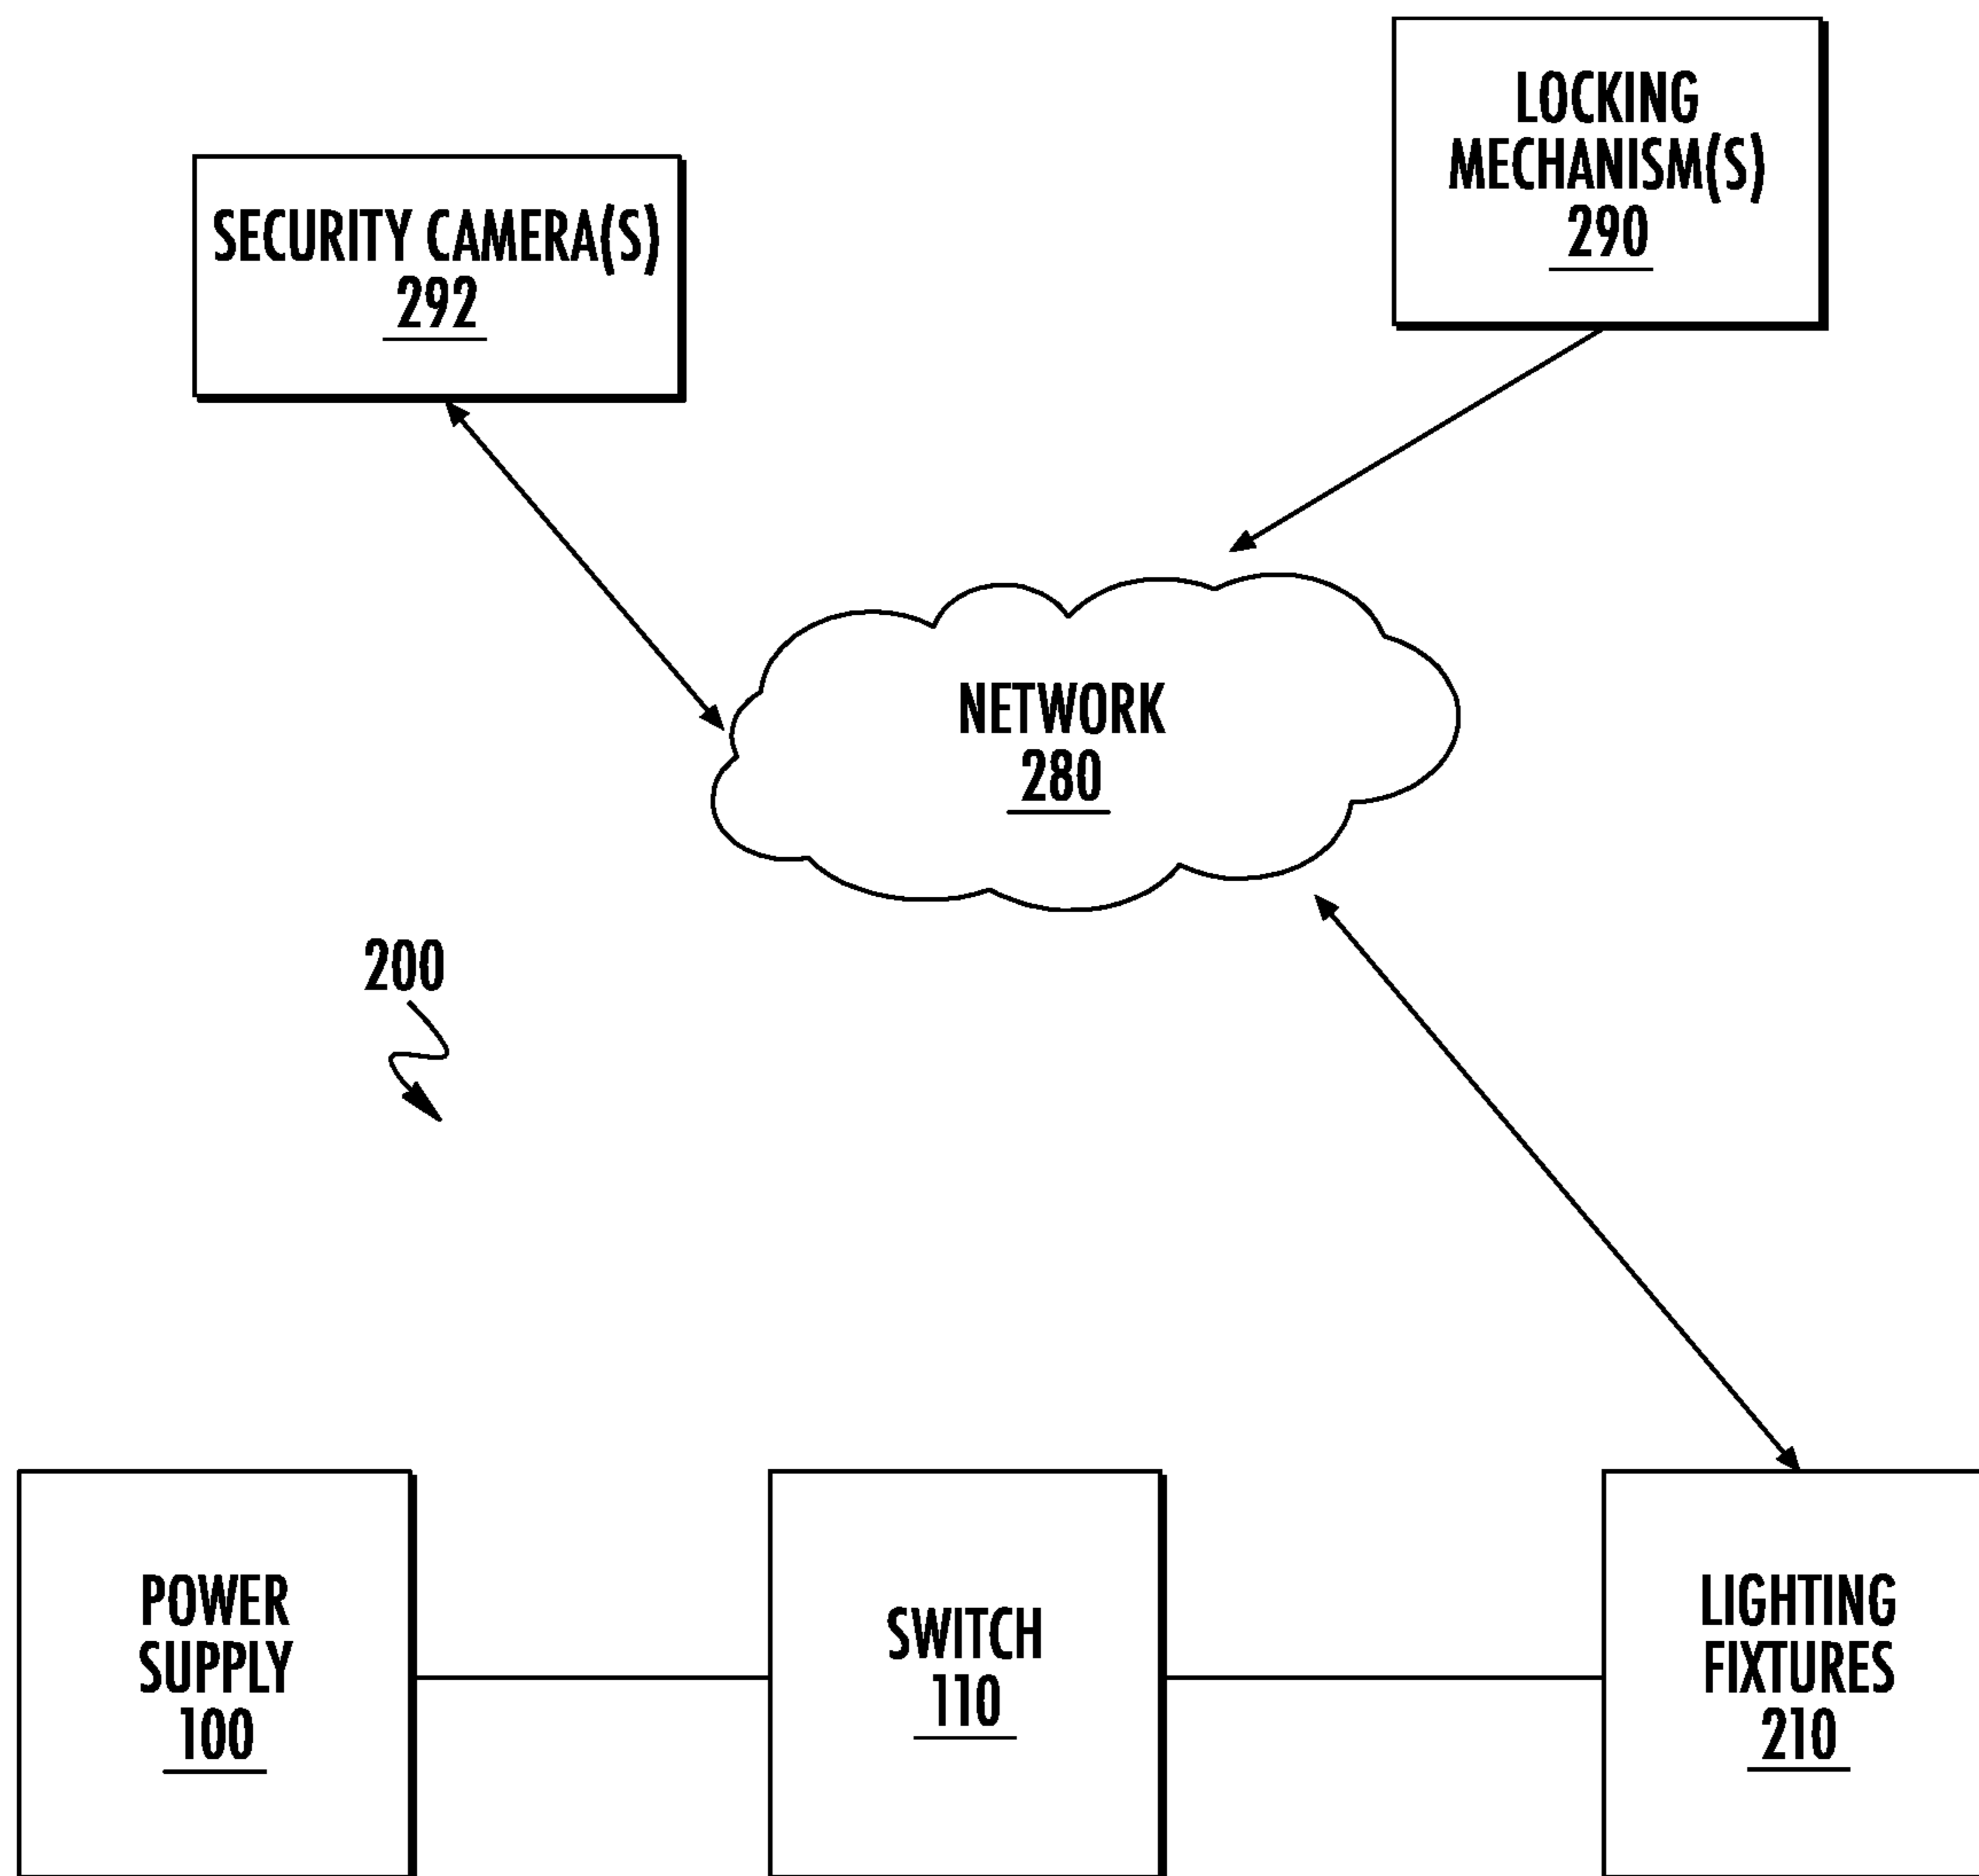 LOCKING
MECHANISM(S)
290
SECURITY CAMERA(S)
292
NETWORK
280
200
POWER
SUPPLY
100
SWITCH
110
LIGHTING
FIXTURES
210